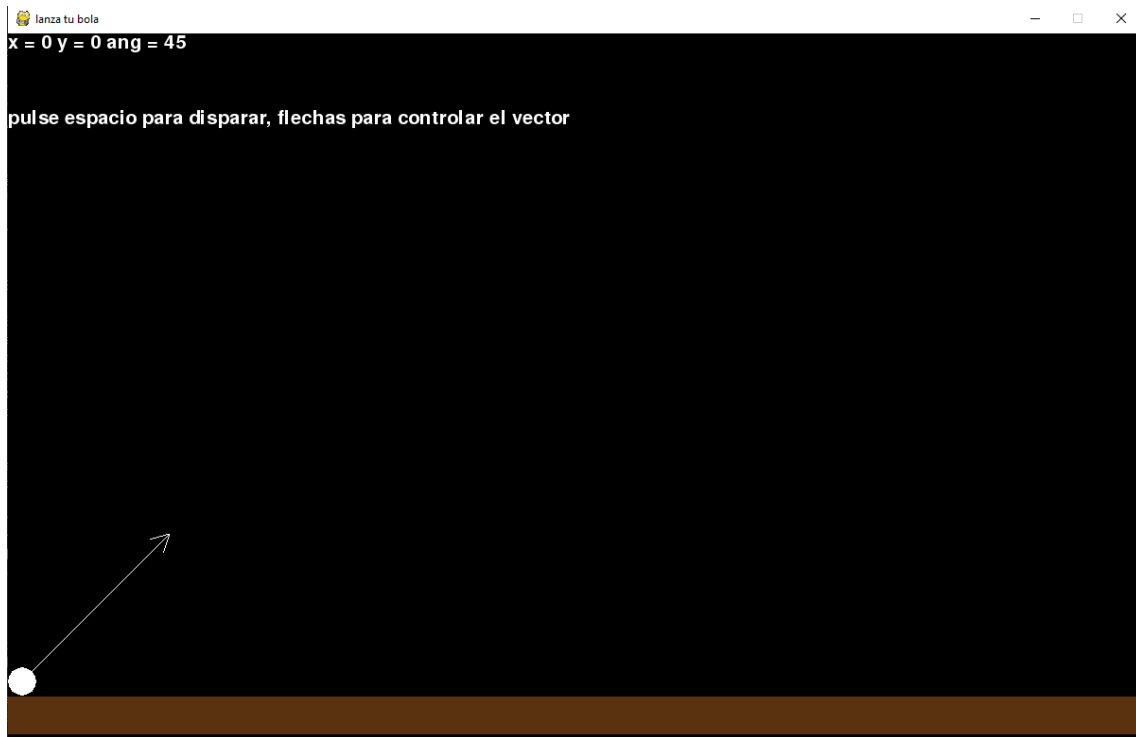 lanza tu bola
x = 0 y = 0 ang = 45
pulse espacio para disparar, flechas para controlar el vector